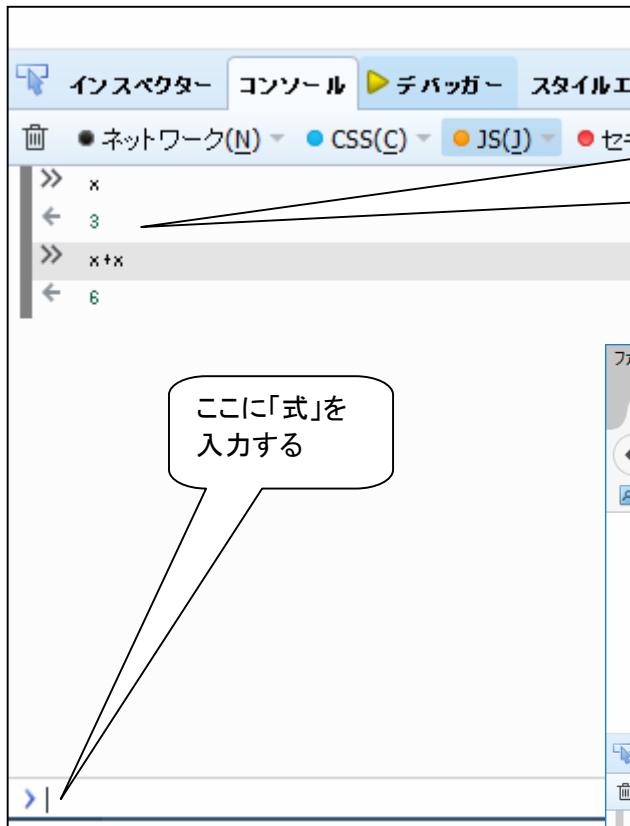 インスペクター コンソール デバッガー スタイルエ
ネットワーク(N) CSS(C) JS(J) セキ
» x
← 3
» x+x
← 6
ここに「式」を
入力する